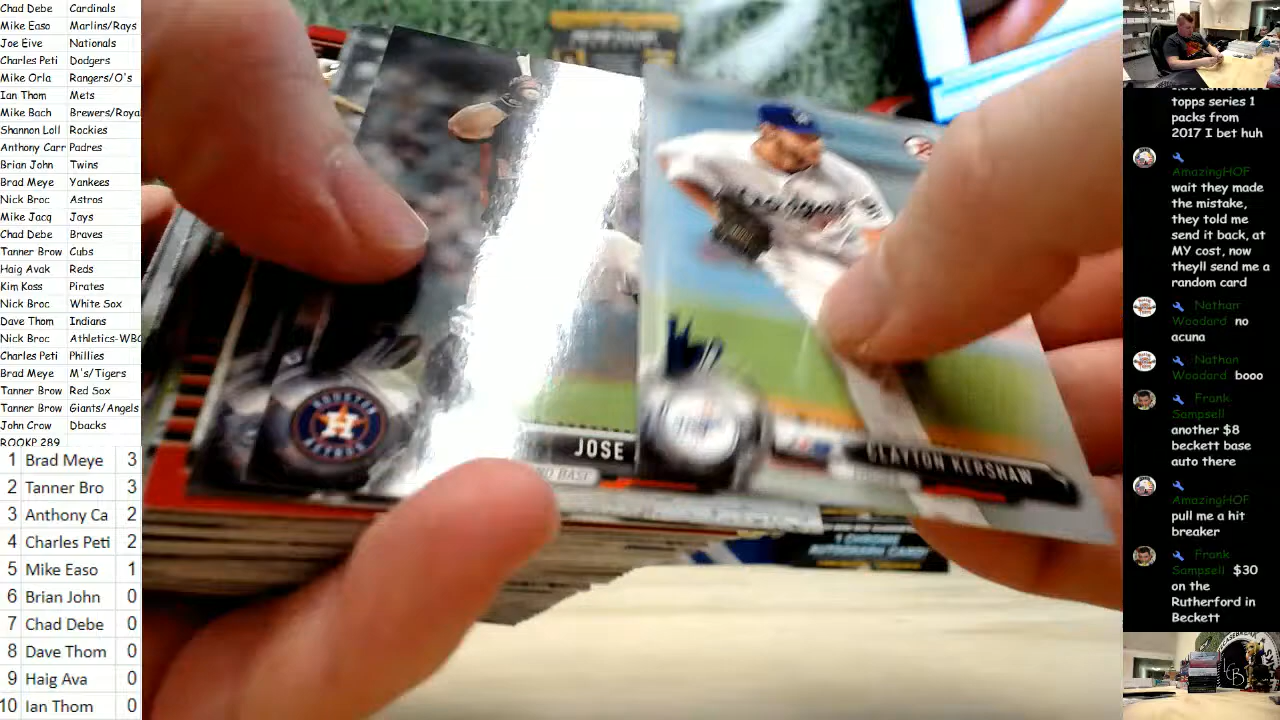 Chad Debe Cardinals
Mike Easo Marlins/Rays
Joe Eive Nationals
Charles Peti Dodgers
Mike Orla Rangers/O's
Ian Thom Mets
Mike Bach Brewers/Roya
Shannon Loll Rockies
Anthony Carr Padres
Brian John Twins
Brad Meye Yankees
Nick Broc Astros
Mike Jacq Jays
Chad Debe Braves
Tanner Brow Cubs
Haig Avak Reds
Kim Koss Pirates
Nick Broc White Sox
Dave Thom Indians
Nick Broc Athletics-WBC
Charles Peti Phillies
Brad Meye M's/Tigers
Tanner Brow Red Sox
Tanner Brow Giants/Angels
John Crow Dbacks
ROOKP 289
1 Brad Meye 3
2 Tanner Bro 3
3 Anthony Ca 2
4 Charles Peti 2
5 Mike Easo 1
6 Brian John 0
7 Chad Debe 0
8 Dave Thom 0
9 Haig Ava 0
10 Ian Thom 0
HOUSTON
ASTROS
H
JOSE
BASE
CLAYTON KERSHAW
1 CHROME
AUTOGRAPH CARD!
topps series 1
packs from
2017 I bet huh
AmazingHOF
wait they made
the mistake,
they told me
send it back, at
MY cost, now
theyll send me a
random card
Nathan
Woodard no
acuna
Nathan
Woodard booo
Frank
Sampsell
another $8
beckett base
auto there
AmazingHOF
pull me a hit
breaker
Frank
Sampsell $30
on the
Rutherford in
Beckett